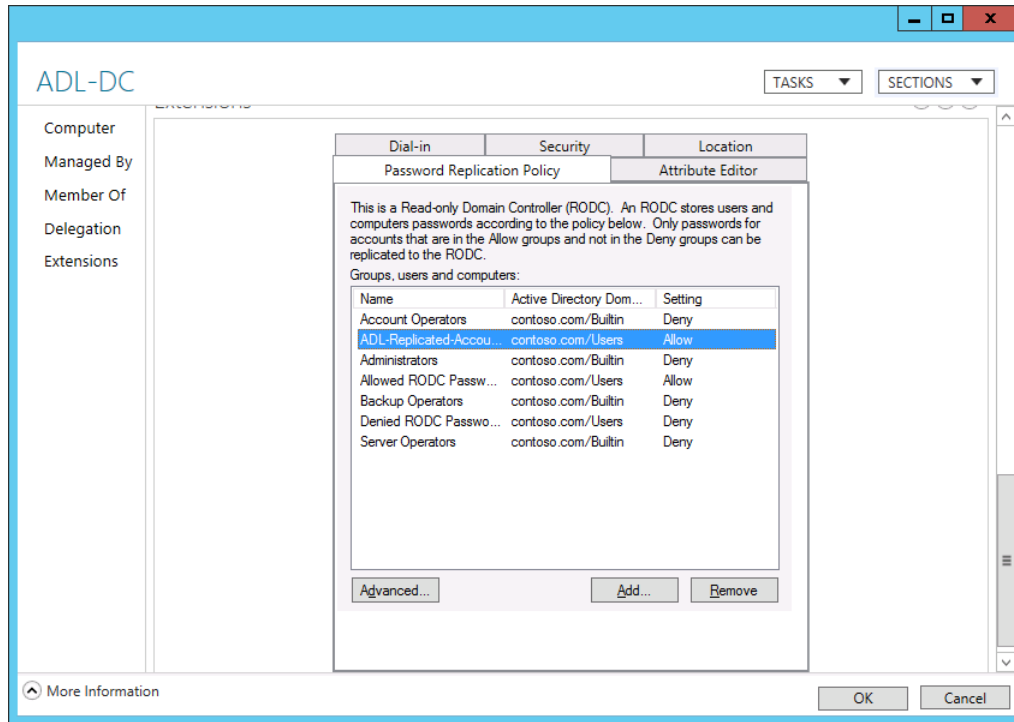 ADL-DC
TASKS
SECTIONS
Computer
Managed By
Member Of
Delegation
Extensions
Dial-in Security Location
Password Replication Policy Attribute Editor
This is a Read-only Domain Controller (RODC). An RODC stores users and
computers passwords according to the policy below. Only passwords for
accounts that are in the Allow groups and not in the Deny groups can be
replicated to the RODC.
Groups, users and computers:
Name Active Directory Dom... Setting
Account Operators contoso.com/Builtin Deny
ADL-Replicated-Accou... contoso.com/Users Allow
Administrators contoso.com/Builtin Deny
Allowed RODC Passw... contoso.com/Users Allow
Backup Operators contoso.com/Builtin Deny
Denied RODC Passwo... contoso.com/Users Deny
Server Operators contoso.com/Builtin Deny
Advanced... Add... Remove
More Information
OK Cancel